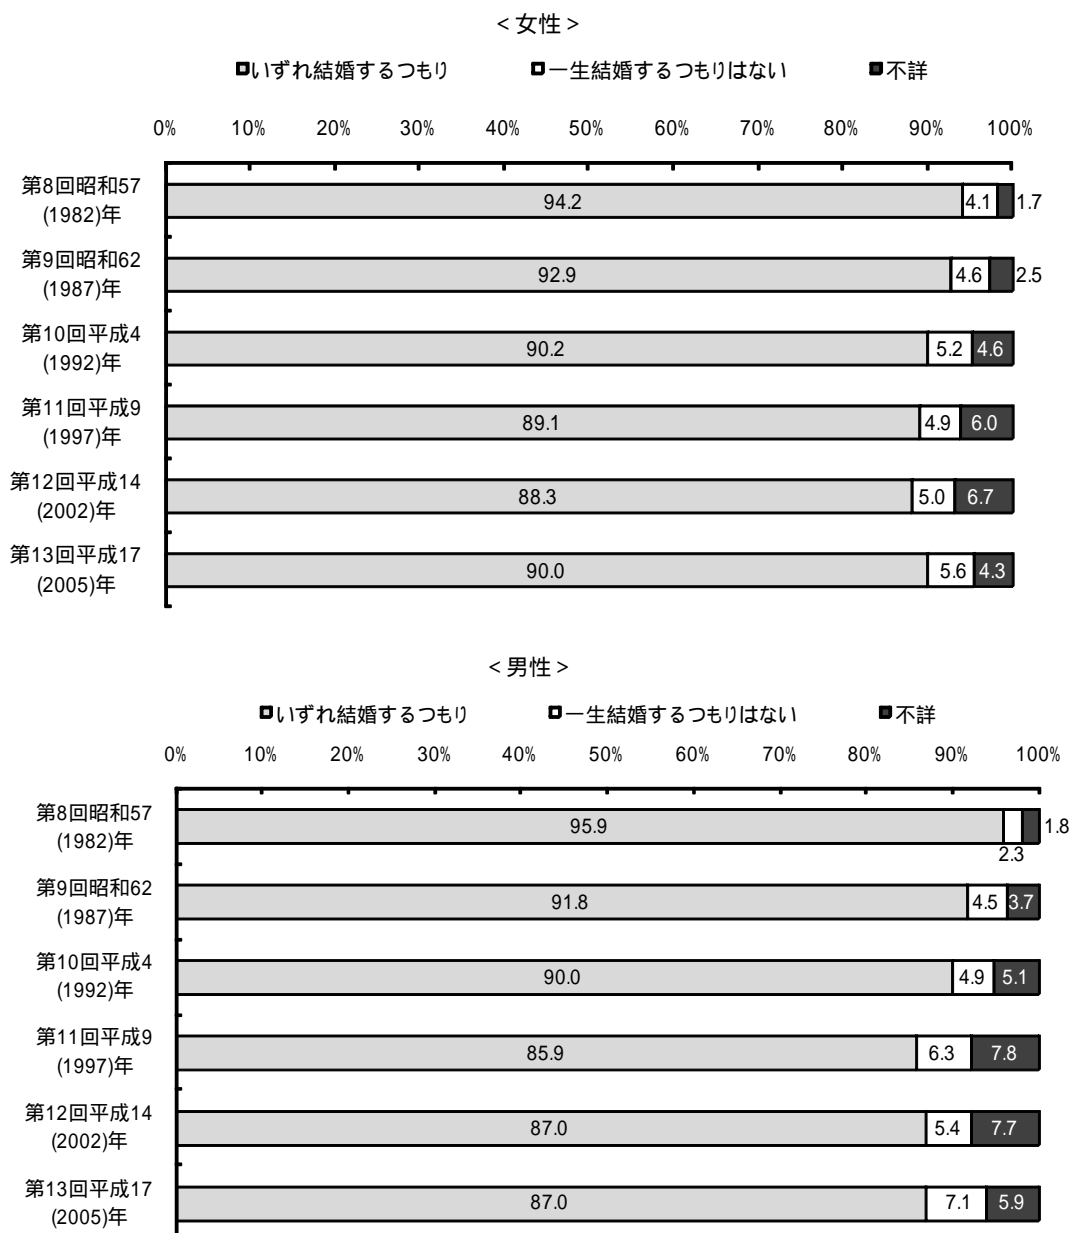 ＜女性＞
いずれ結婚するつもり 一生結婚するつもりはない 不詳
0% 10% 20% 30% 40% 50% 60% 70% 80% 90% 100%
第8回昭和57
(1982)年
94.2 4.1 1.7
第9回昭和62
(1987)年
92.9 4.6 2.5
第10回平成4
(1992)年
90.2 5.2 4.6
第11回平成9
(1997)年
89.1 4.9 6.0
第12回平成14
(2002)年
88.3 5.0 6.7
第13回平成17
(2005)年
90.0 5.6 4.3
＜男性＞
いずれ結婚するつもり 一生結婚するつもりはない 不詳
0% 10% 20% 30% 40% 50% 60% 70% 80% 90% 100%
第8回昭和57
(1982)年
95.9 2.3 1.8
第9回昭和62
(1987)年
91.8 4.5 3.7
第10回平成4
(1992)年
90.0 4.9 5.1
第11回平成9
(1997)年
85.9 6.3 7.8
第12回平成14
(2002)年
87.0 5.4 7.7
第13回平成17
(2005)年
87.0 7.1 5.9